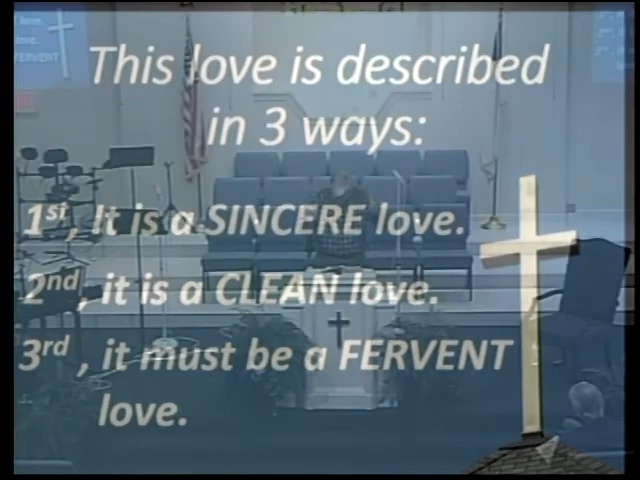 This love is described
in 3 ways:
1st, It is a SINCERE love.
2nd, it is a CLEAN love.
3rd , it must be a FERVENT
love.
FERVENT